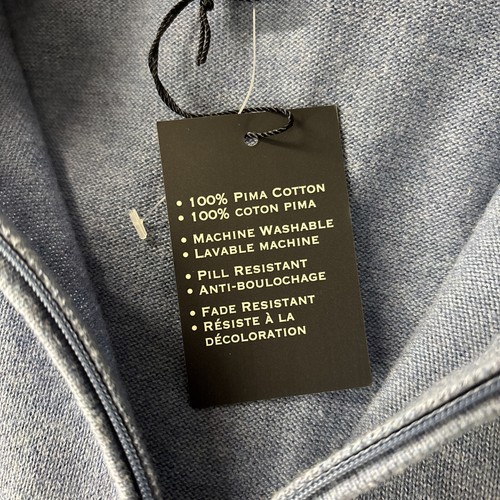 • 100% PIMA COTTON
• 100% COTON PIMA
• MACHINE WASHABLE
• LAVABLE MACHINE
• PILL RESISTANT
• ANTI-BOULOCHAGE
• FADE RESISTANT
• RÉSISTE À LA
DÉCOLORATION